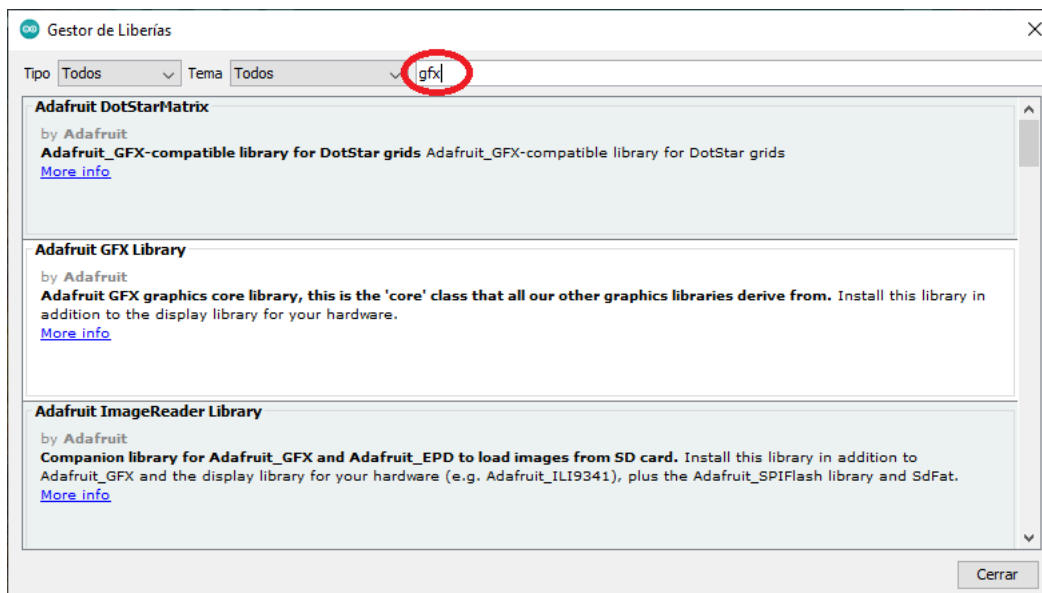 Gestor de Liberías
Tipo Todos Tema Todos gfx
Adafruit DotStarMatrix
by Adafruit
Adafruit_GFX-compatible library for DotStar grids Adafruit_GFX-compatible library for DotStar grids
More info
Adafruit GFX Library
by Adafruit
Adafruit GFX graphics core library, this is the 'core' class that all our other graphics libraries derive from. Install this library in
addition to the display library for your hardware.
More info
Adafruit ImageReader Library
by Adafruit
Companion library for Adafruit_GFX and Adafruit_EPD to load images from SD card. Install this library in addition to
Adafruit_GFX and the display library for your hardware (e.g. Adafruit_ILI9341), plus the Adafruit_SPIFlash library and SdFat.
More info
Cerrar